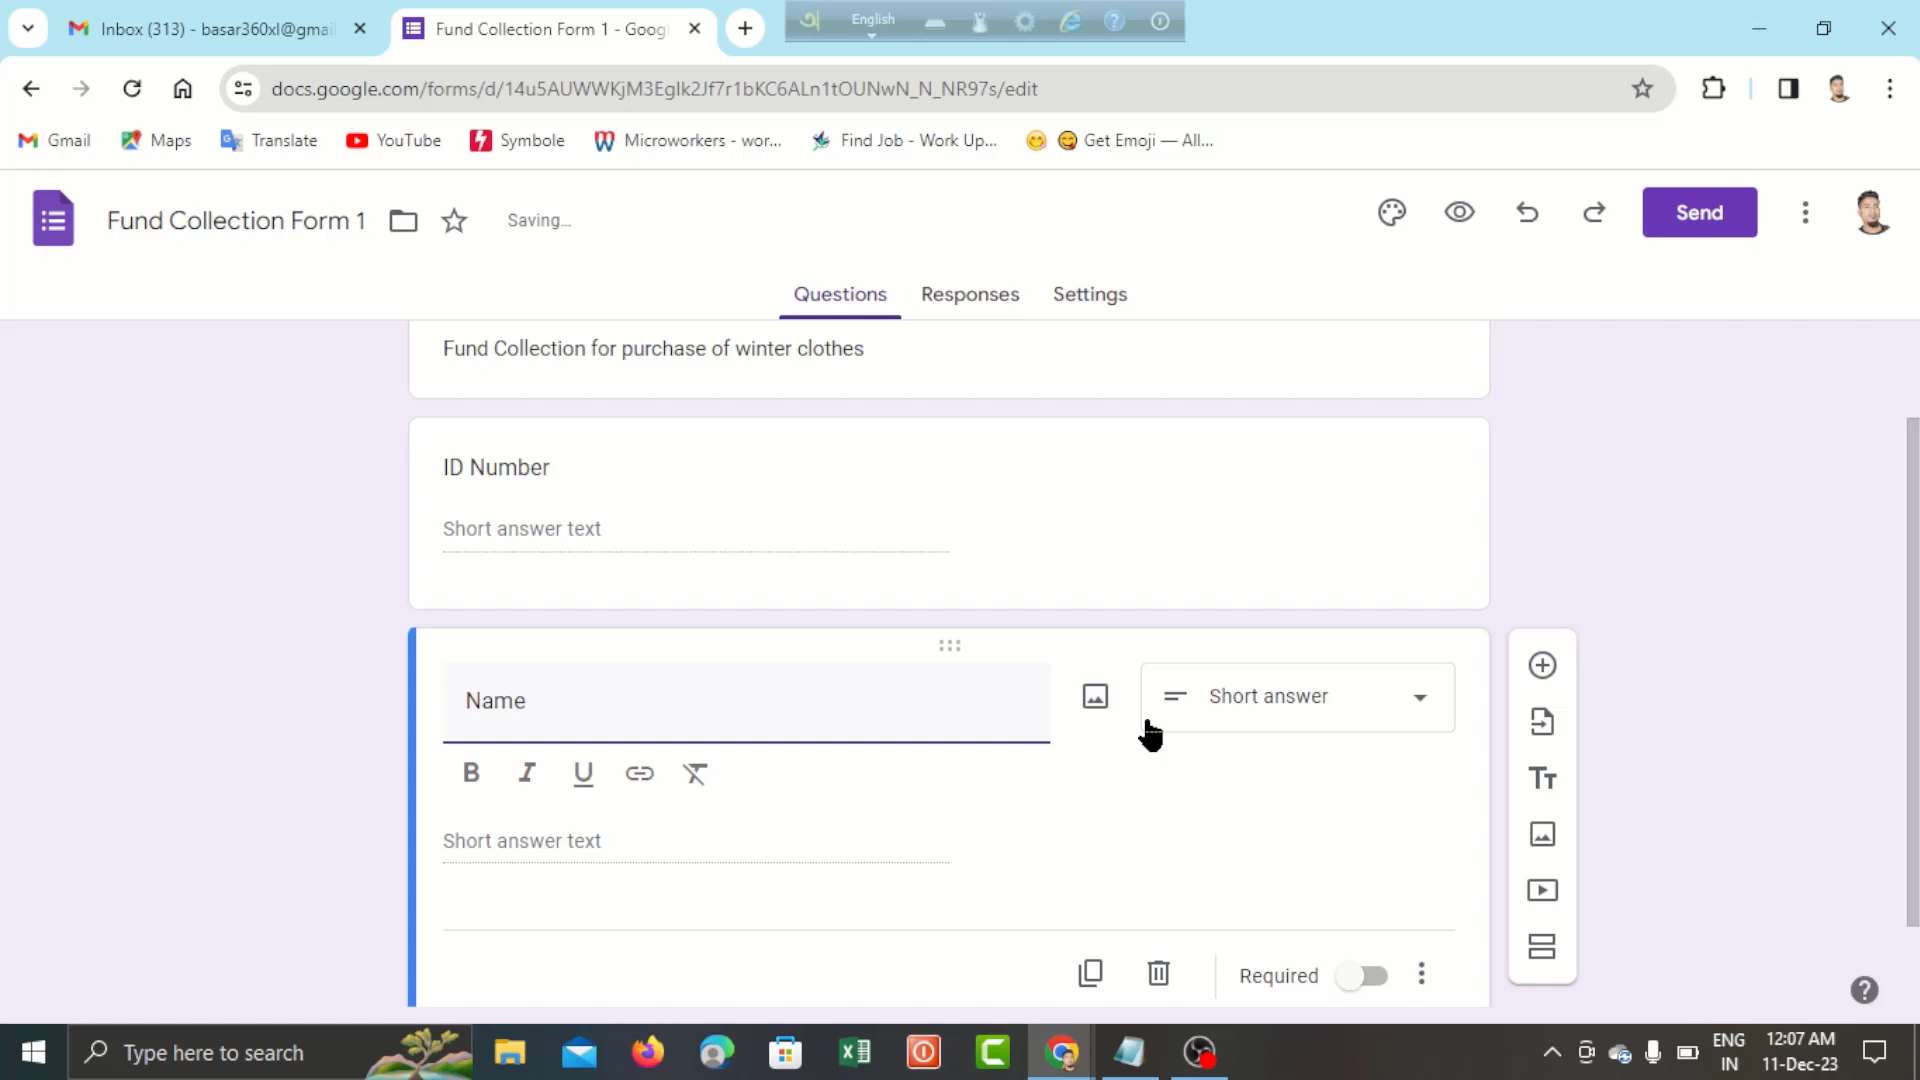 Inbox (313) - basar360xl@gmai
Fund Collection Form 1 - Goog
English
docs.google.com/forms/d/14u5AUWWKjM3Eglk2Jf7r1bKC6ALn1tOUNwN_N_NR97s/edit
Gmail
Maps
Translate
YouTube
Symbole
Microworkers - wor...
Find Job - Work Up...
Get Emoji — All...
Fund Collection Form 1
Saving...
Send
Questions
Responses
Settings
Fund Collection for purchase of winter clothes
ID Number
Short answer text
Name
Short answer
B I U
Short answer text
Tт
Required
Type here to search
ENG
IN
12:07 AM
11-Dec-23